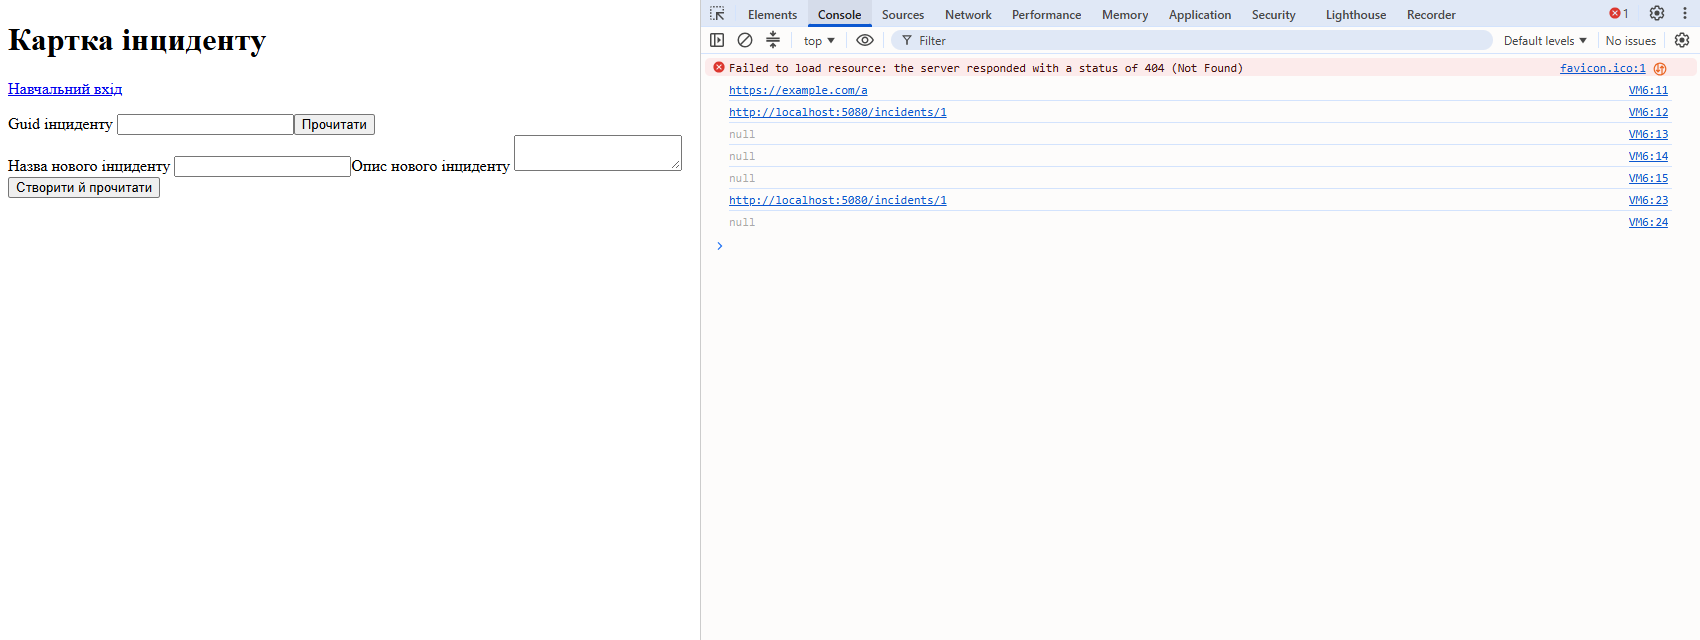 Картка інциденту
Навчальний вхід
Guid інциденту Прочитати
Назва нового інциденту Опис нового інциденту
Створити й прочитати
Elements Console Sources Network Performance Memory Application Security Lighthouse Recorder 1
top Filter Default levels No issues
Failed to load resource: the server responded with a status of 404 (Not Found) favicon.ico:1
https://example.com/a VM6:11
http://localhost:5080/incidents/1 VM6:12
null VM6:13
null VM6:14
null VM6:15
http://localhost:5080/incidents/1 VM6:23
null VM6:24